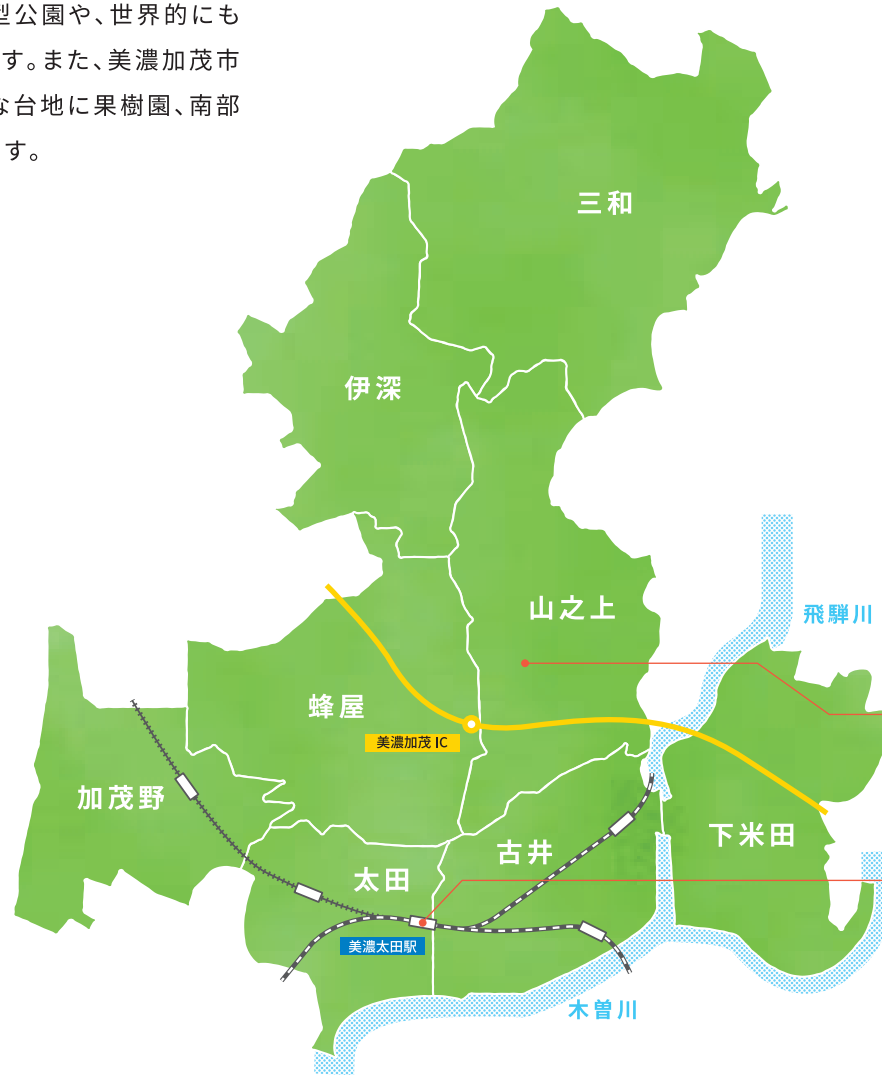 型公園や、世界的にも
す。また、美濃加茂市
な台地に果樹園、南部
す。
三和
伊深
山之上
飛騨川
蜂屋
美濃加茂 IC
加茂野
下米田
古井
太田
美濃太田駅
木曽川